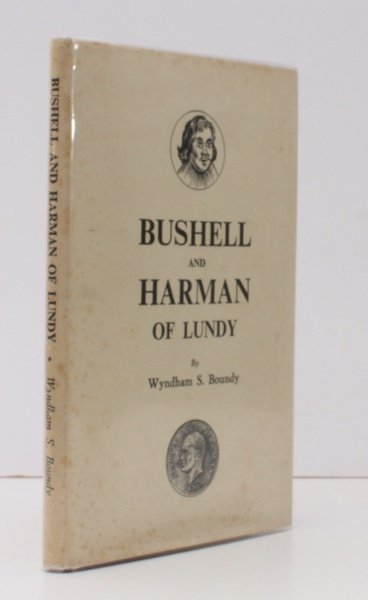 BUSHELL AND HARMAN OF LUNDY • Wyndham S. Boundy
BUSHELL
AND
HARMAN
OF LUNDY
By
Wyndham S. Boundy